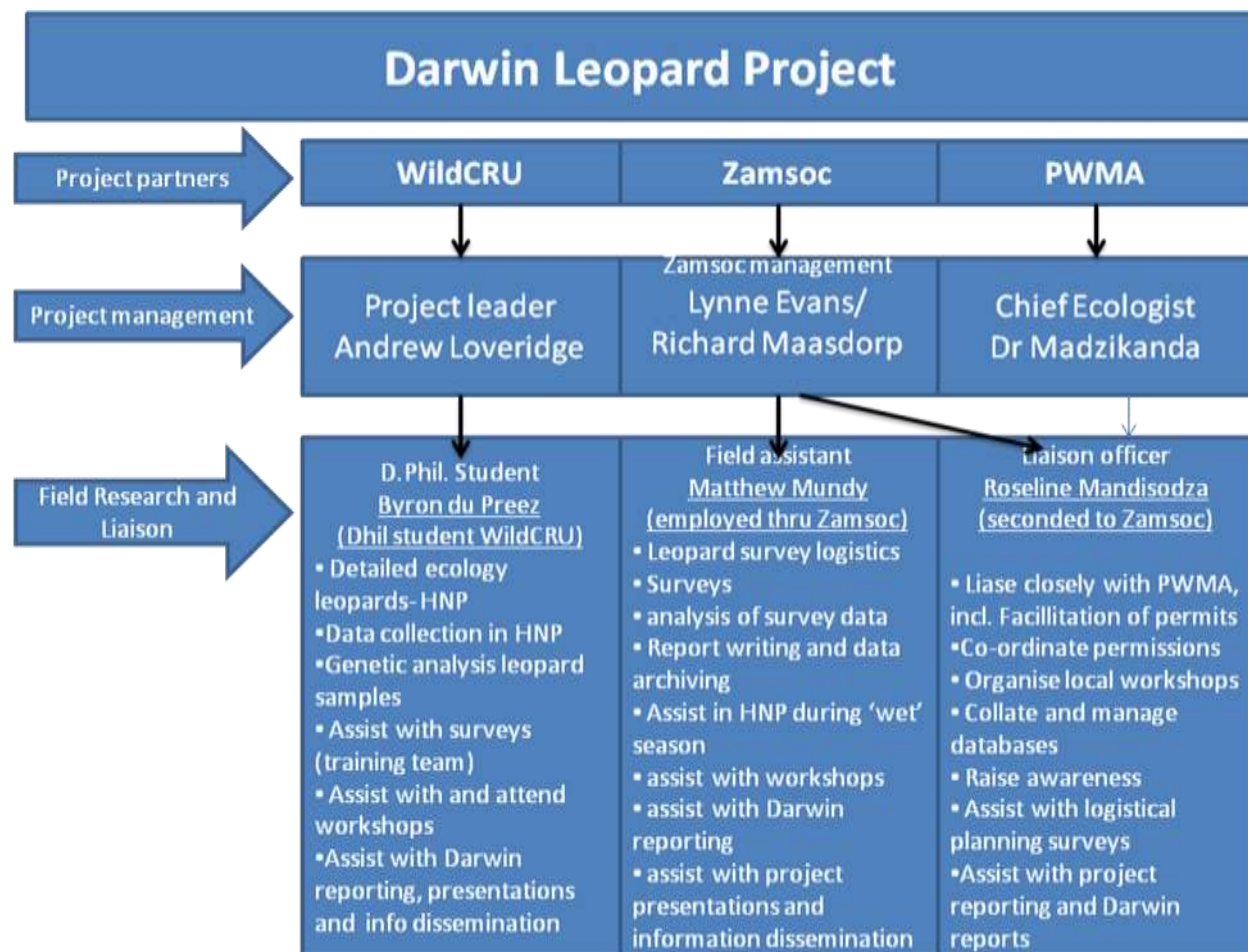 Darwin Leopard Project
Project partners
WildCRU
Zamsoc
PWMA
Project management
Project leader
Andrew Loveridge
Zamsoc management
Lynne Evans/
Richard Maasdorp
Chief Ecologist
Dr Madzikanda
Field Research and
Liaison
D.Phil. Student
Byron du Preez
(Dhil student WildCRU)
• Detailed ecology
leopards- HNP
•Data collection in HNP
•Genetic analysis leopard
samples
• Assist with surveys
(training team)
• Assist with and attend
workshops
•Assist with Darwin
reporting, presentations
and info dissemination
Field assistant
Matthew Mundy
(employed thru Zamsoc)
• Leopard survey logistics
• Surveys
• analysis of survey data
• Report writing and data
archiving
• Assist in HNP during ‘wet’
season
• assist with workshops
• assist with Darwin
reporting
• assist with project
presentations and
information dissemination
Liaison officer
Roseline Mandisodza
(seconded to Zamsoc)
• Liase closely with PWMA,
incl. Facillitation of permits
•Co-ordinate permissions
• Organise local workshops
• Collate and manage
databases
• Raise awareness
• Assist with logistical
planning surveys
•Assist with project
reporting and Darwin
reports